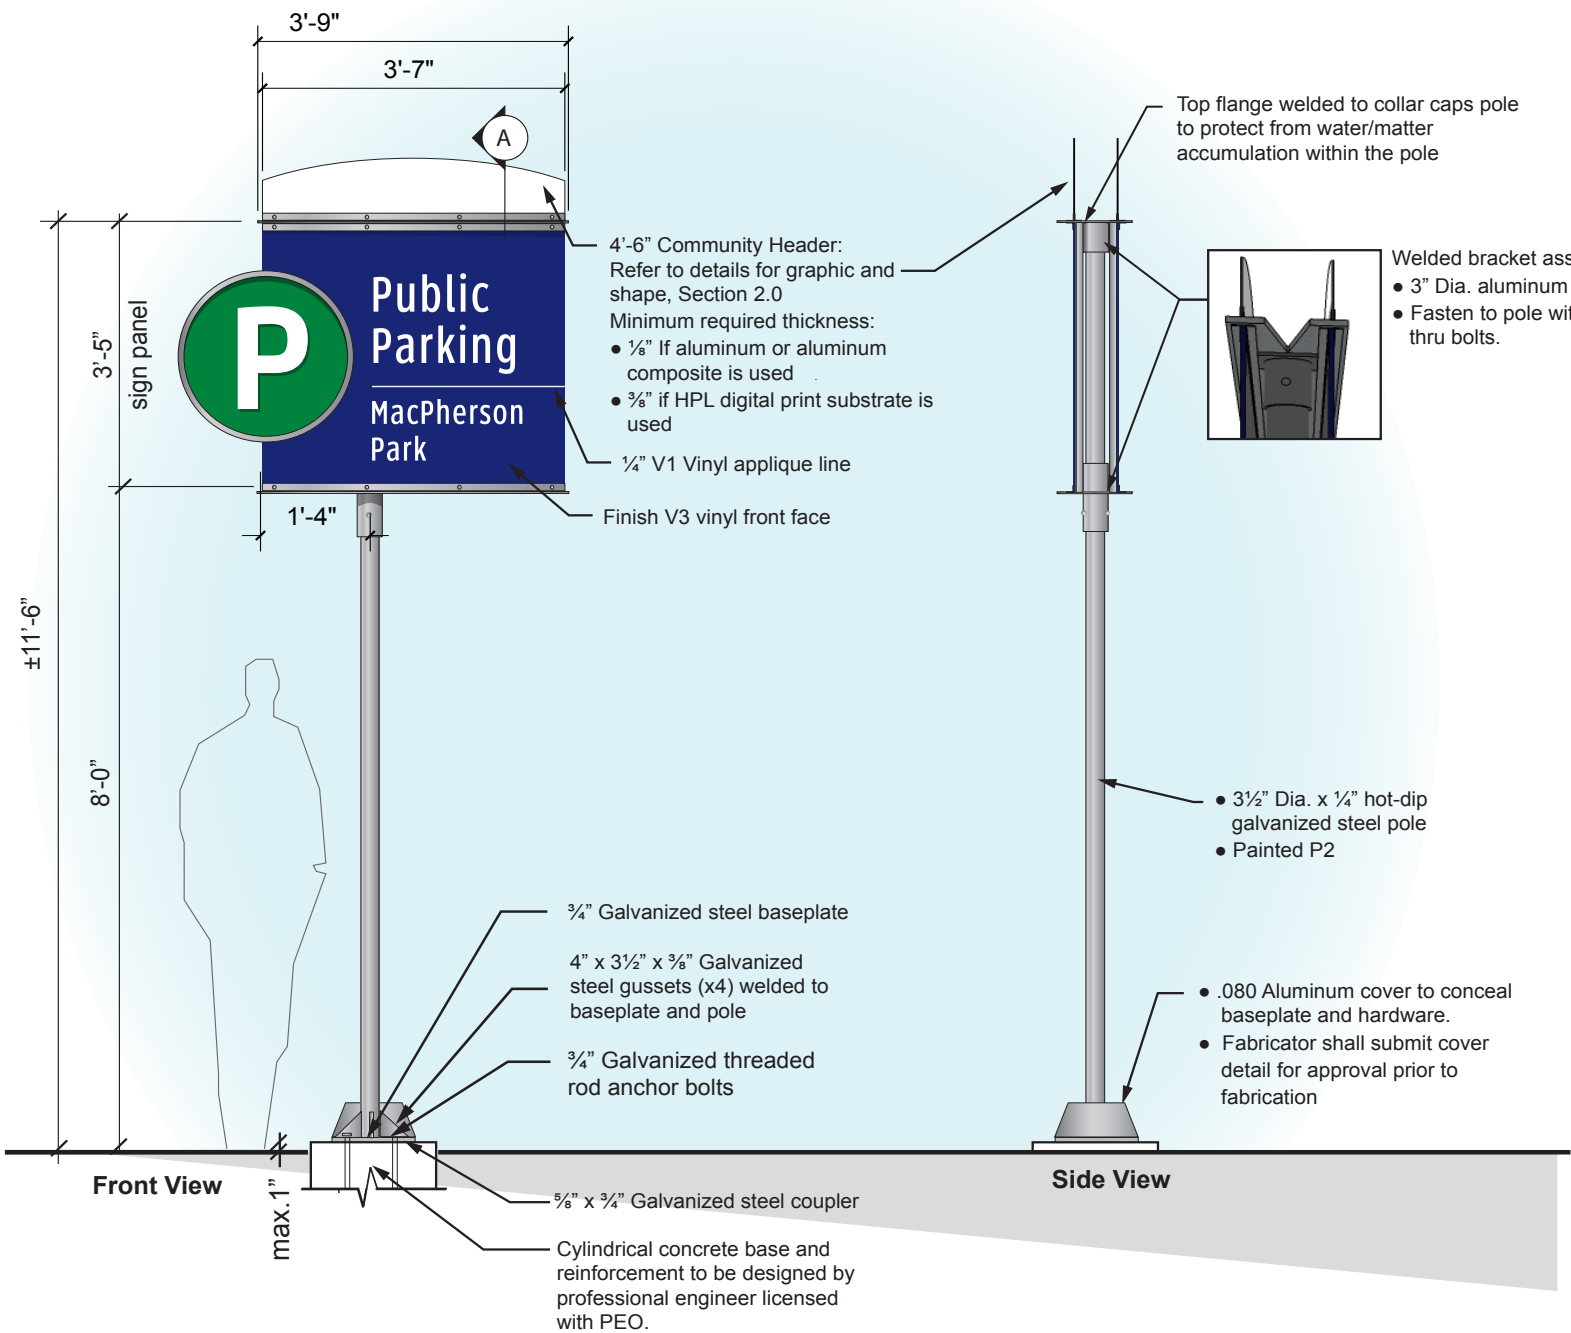 3'-9"
3'-7"
A
Top flange welded to collar caps pole
to protect from water/matter
accumulation within the pole
4'-6" Community Header:
Refer to details for graphic and
shape, Section 2.0
Minimum required thickness:
● ⅛" If aluminum or aluminum
composite is used
● ⅜" if HPL digital print substrate is
used
Welded bracket ass
● 3" Dia. aluminum
● Fasten to pole wit
thru bolts.
Public
Parking
P
MacPherson
Park
3'-5"
sign panel
¼" V1 Vinyl applique line
Finish V3 vinyl front face
1'-4"
±11'-6"
8'-0"
● 3½" Dia. x ¼" hot-dip
galvanized steel pole
● Painted P2
¾" Galvanized steel baseplate
4" x 3½" x ⅜" Galvanized
steel gussets (x4) welded to
baseplate and pole
¾" Galvanized threaded
rod anchor bolts
● .080 Aluminum cover to conceal
baseplate and hardware.
● Fabricator shall submit cover
detail for approval prior to
fabrication
Front View
Side View
max.1"
⅝" x ¾" Galvanized steel coupler
Cylindrical concrete base and
reinforcement to be designed by
professional engineer licensed
with PEO.